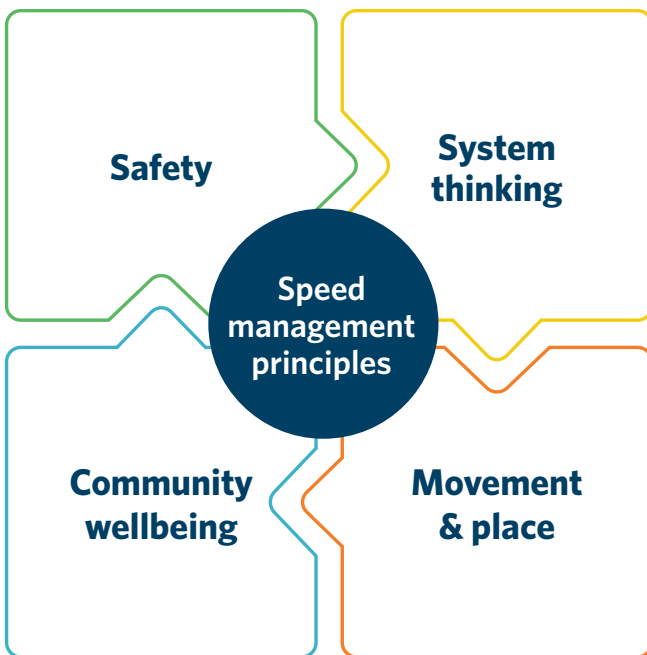 Safety
System
thinking
Speed
management
principles
Community
wellbeing
Movement
& place